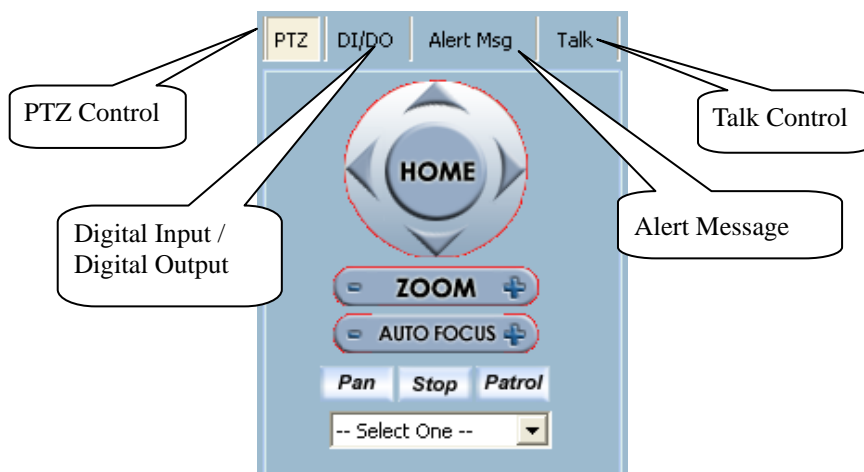 PTZ DI/DO Alert Msg Talk
PTZ Control
Talk Control
HOME
Digital Input /
Digital Output
Alert Message
- ZOOM +
- AUTO FOCUS +
Pan Stop Patrol
-- Select One --